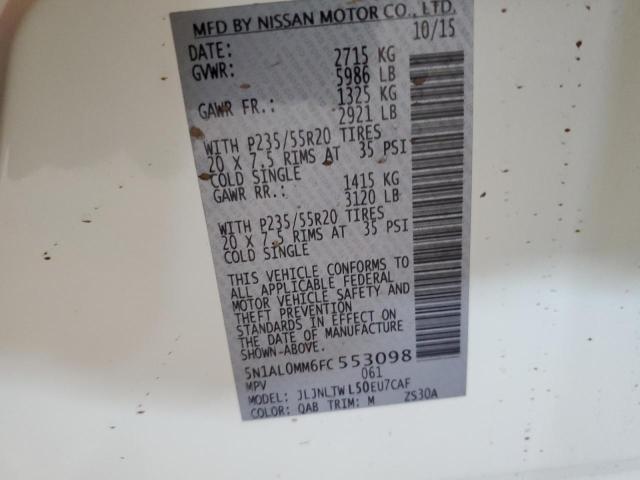 MFD BY NISSAN MOTOR CO., LTD.
DATE: 10/15
GVWR: 2715 KG
5986 LB
GAWR FR.: 1325 KG
2921 LB
WITH P235/55R20 TIRES
20 X 7.5 RIMS AT 35 PSI
COLD SINGLE
GAWR RR.: 1415 KG
3120 LB
WITH P235/55R20 TIRES
20 X 7.5 RIMS AT 35 PSI
COLD SINGLE
THIS VEHICLE CONFORMS TO
ALL APPLICABLE FEDERAL
MOTOR VEHICLE SAFETY AND
THEFT PREVENTION
STANDARDS IN EFFECT ON
THE DATE OF MANUFACTURE
SHOWN-ABOVE.
5N1AL0MM6FC 553098
MPV 061
MODEL: JLJNLTWL50EU7CAF
COLOR: QAB TRIM: M ZS30A